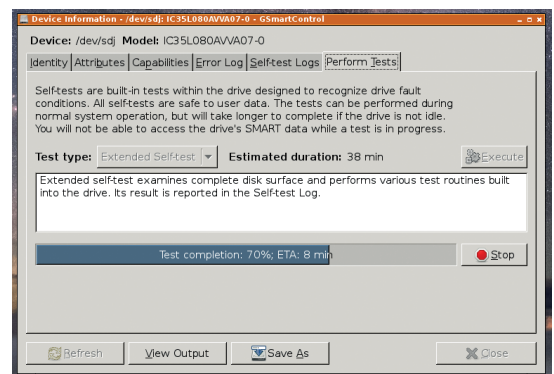 Device Information - /dev/sdj: IC35L080AVVA07-0 - GSmartControl
Device: /dev/sdj Model: IC35L080AVVA07-0
Identity Attributes Capabilities Error Log Self-test Logs Perform Tests
Self-tests are built-in tests within the drive designed to recognize drive fault
conditions. All self-tests are safe to user data. The tests can be performed during
normal system operation, but will take longer to complete if the drive is not idle.
You will not be able to access the drive's SMART data while a test is in progress.
Test type: Extended Self-test Estimated duration: 38 min Execute
Extended self-test examines complete disk surface and performs various test routines built
into the drive. Its result is reported in the Self-test Log.
Test completion: 70%; ETA: 8 min Stop
Refresh View Output Save As Close